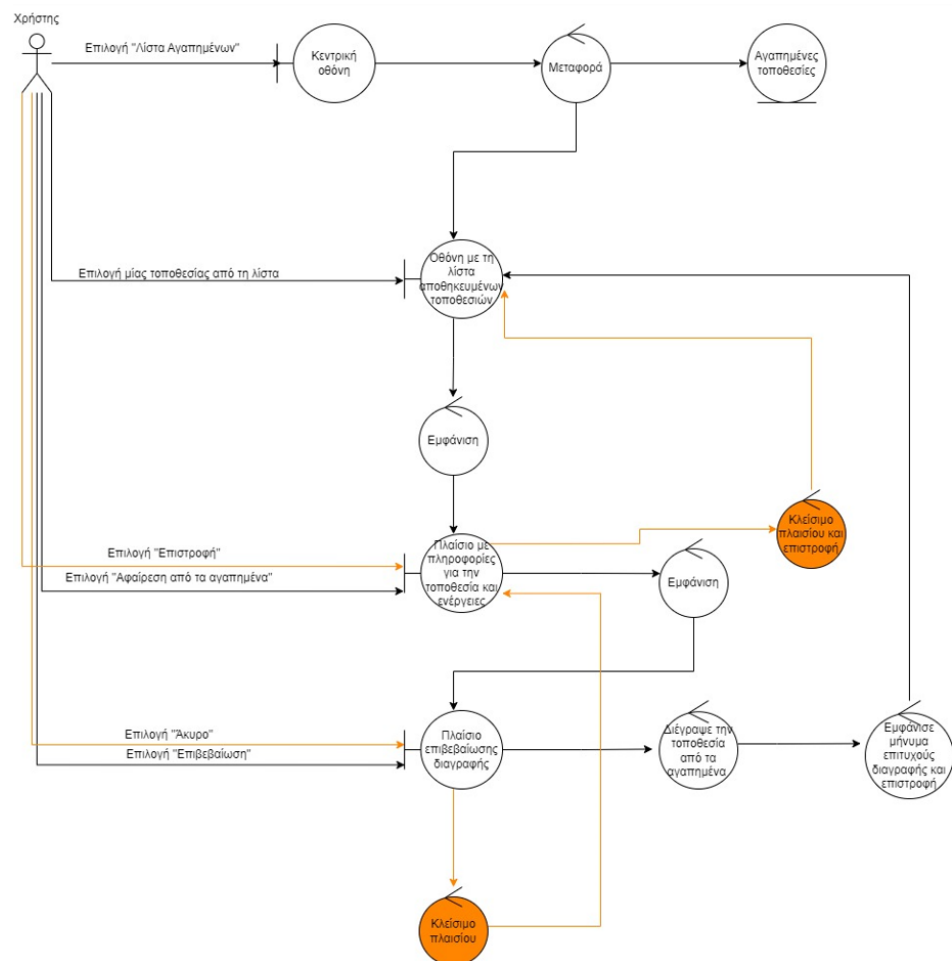 Χρήστης
Επιλογή "Λίστα Αγαπημένων"
Κεντρική
οθόνη
Μεταφορά
Αγαπημένες
τοποθεσίες
Επιλογή μίας τοποθεσίας από τη λίστα
Οθόνη με τη
λίστα
αποθηκευμένων
τοποθεσιών
Εμφάνιση
Κλείσιμο
πλαισίου και
επιστροφή
Επιλογή "Επιστροφή"
Επιλογή "Αφαίρεση από τα αγαπημένα"
Πλαίσιο με
πληροφορίες
για την
τοποθεσία και
ενέργειες
Εμφάνιση
Επιλογή "Άκυρο"
Επιλογή "Επιβεβαίωση"
Πλαίσιο
επιβεβαίωσης
διαγραφής
Διέγραψε την
τοποθεσία
από τα
αγαπημένα
Εμφάνισε
μήνυμα
επιτυχούς
διαγραφής και
επιστροφή
Κλείσιμο
πλαισίου